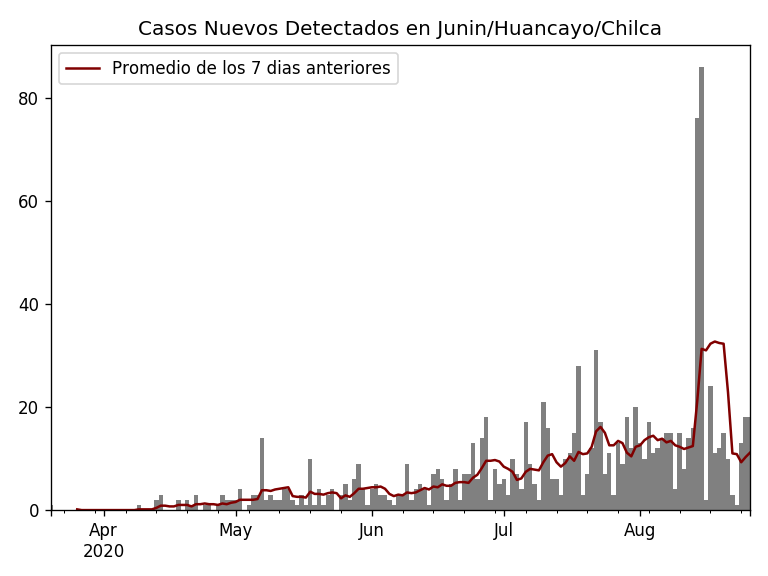 Casos Nuevos Detectados en Junin/Huancayo/Chilca
Promedio de los 7 dias anteriores
80
60
40
20
0
Apr May Jun Jul Aug
2020